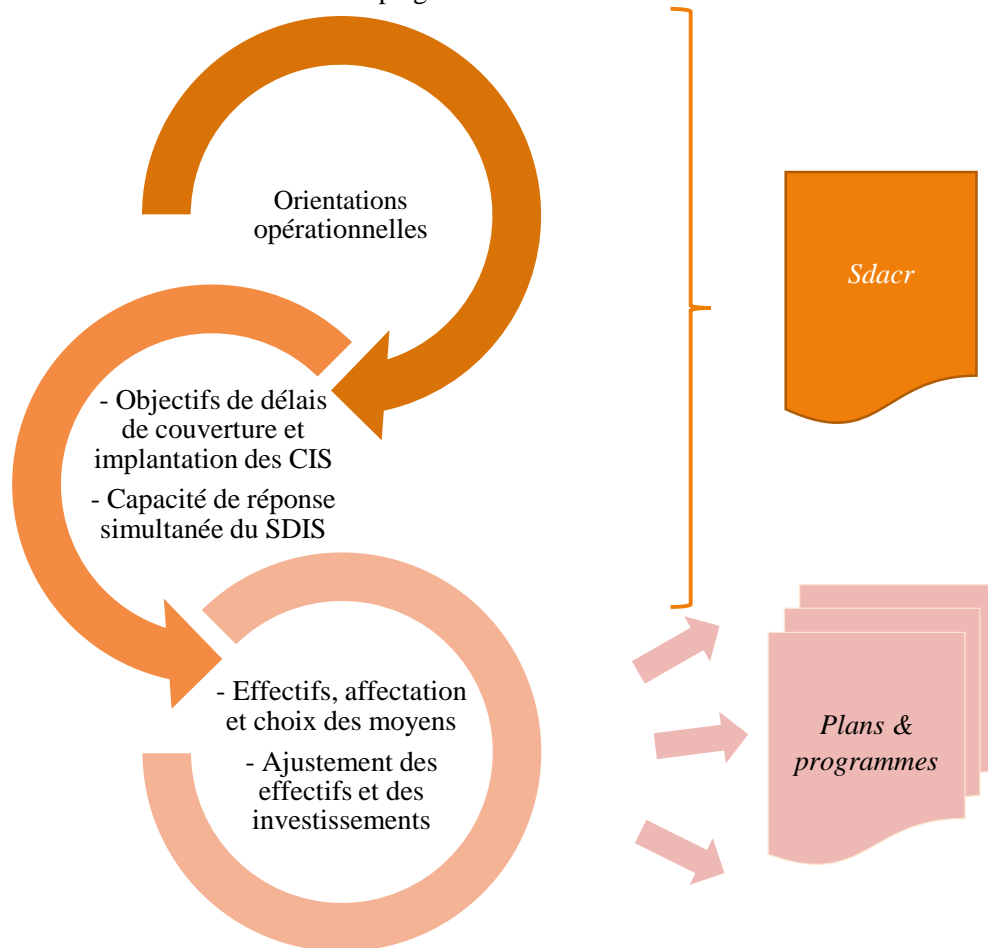 Orientations
opérationnelles
Sdacr
- Objectifs de délais
de couverture et
implantation des CIS
- Capacité de réponse
simultanée du SDIS
- Effectifs, affectation
et choix des moyens
- Ajustement des
effectifs et des
investissements
Plans &
programmes